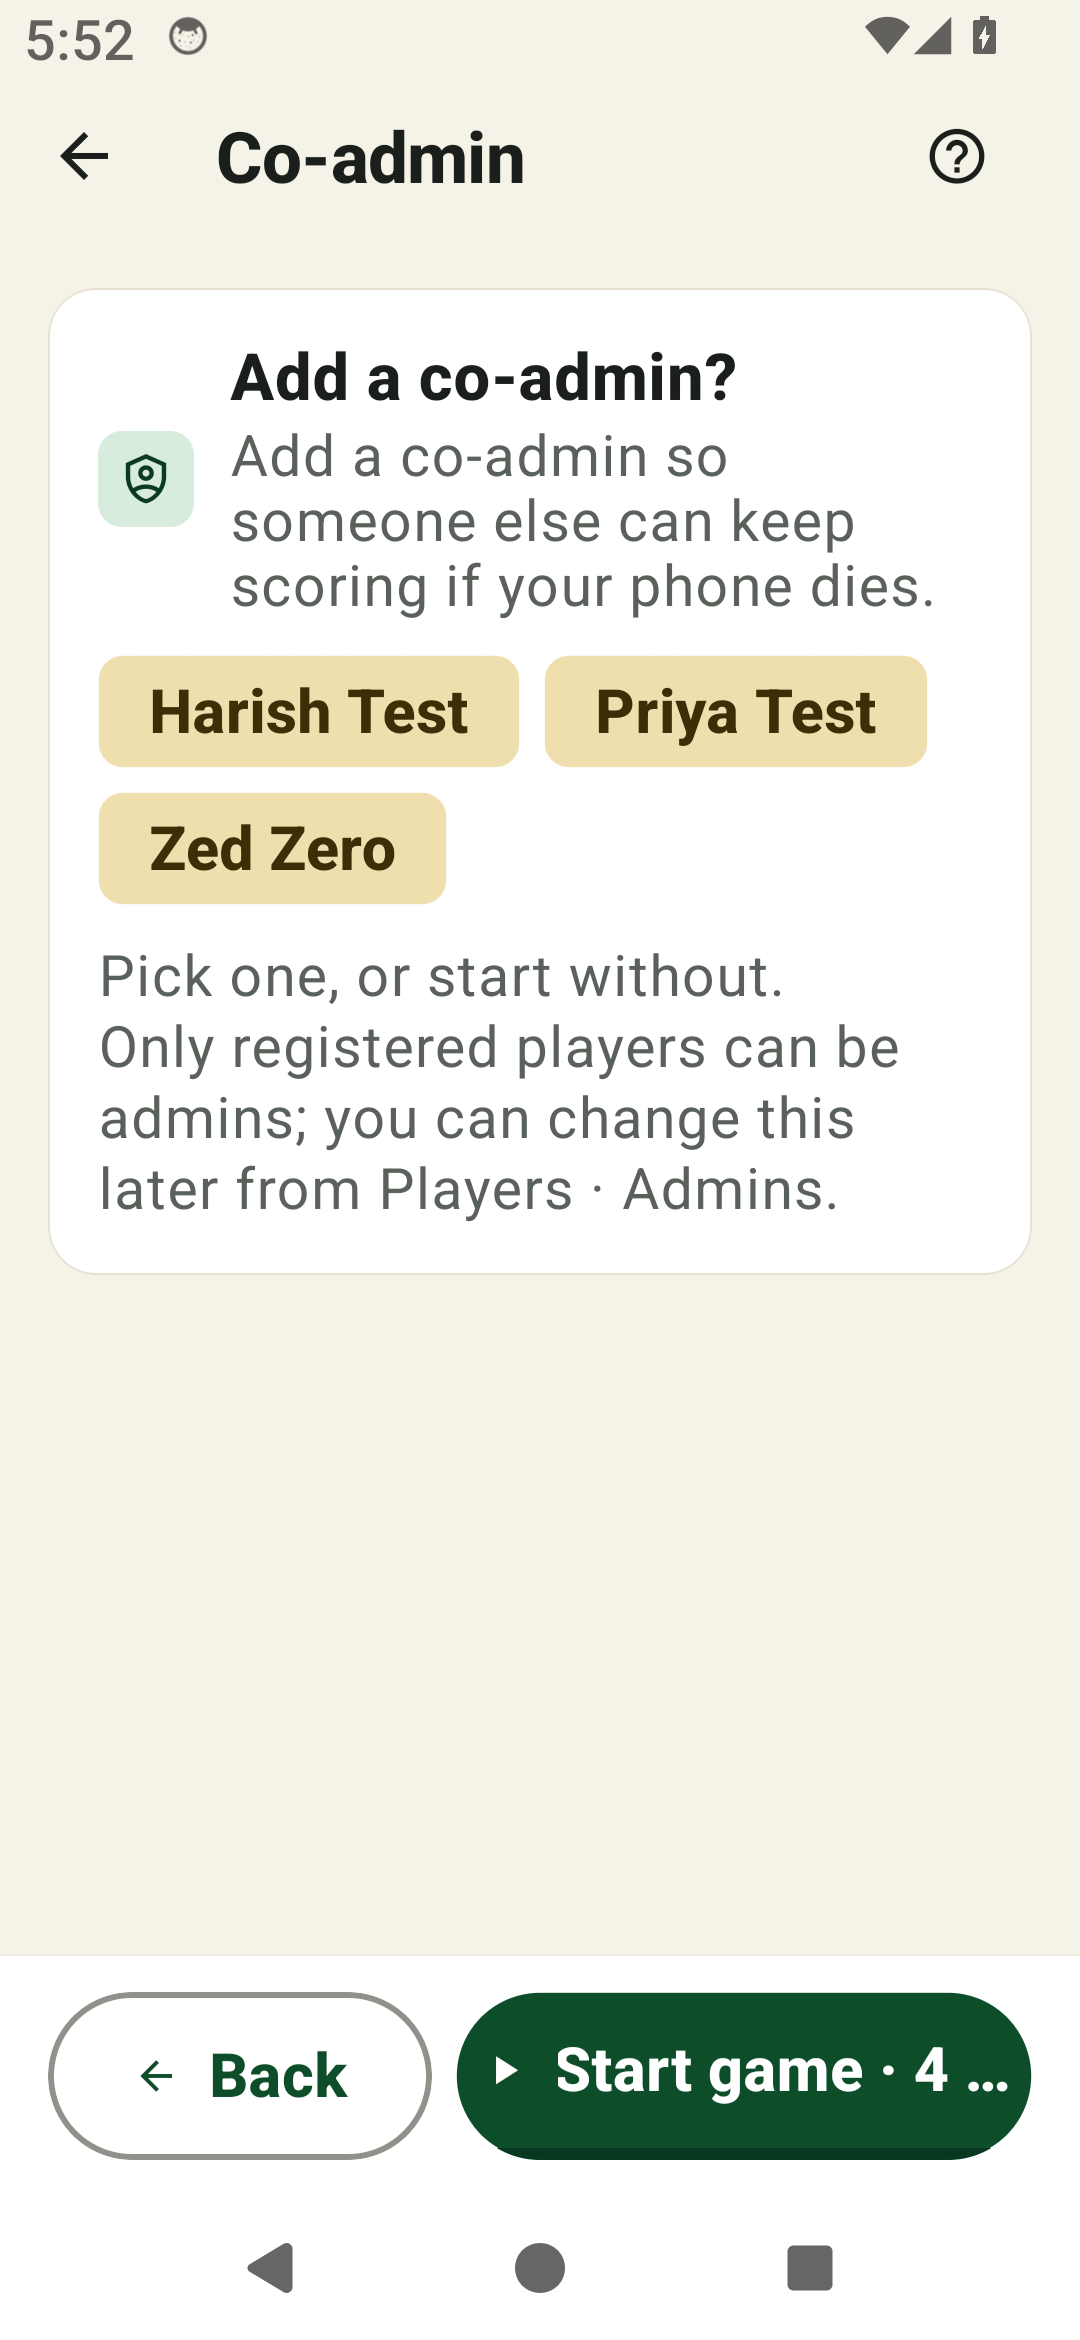 5:52
Co-admin
Add a co-admin?
Add a co-admin so
someone else can keep
scoring if your phone dies.
Harish Test
Priya Test
Zed Zero
Pick one, or start without.
Only registered players can be
admins; you can change this
later from Players · Admins.
Back
Start game · 4 ...